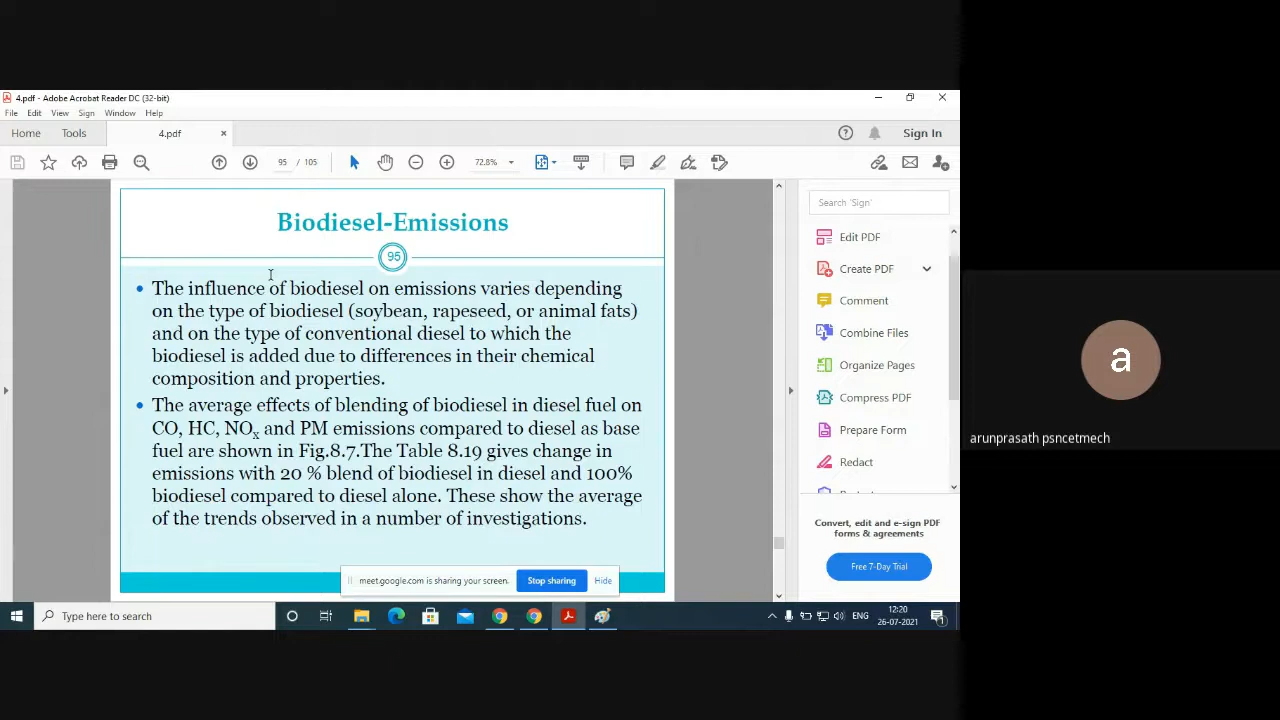 4.pdf - Adobe Acrobat Reader DC (32-bit)
File Edit View Sign Window Help
Home Tools 4.pdf × Sign In
95 / 105 72.8%
Biodiesel-Emissions
95
• The influence of biodiesel on emissions varies depending
on the type of biodiesel (soybean, rapeseed, or animal fats)
and on the type of conventional diesel to which the
biodiesel is added due to differences in their chemical
composition and properties.
• The average effects of blending of biodiesel in diesel fuel on
CO, HC, NOx and PM emissions compared to diesel as base
fuel are shown in Fig.8.7.The Table 8.19 gives change in
emissions with 20 % blend of biodiesel in diesel and 100%
biodiesel compared to diesel alone. These show the average
of the trends observed in a number of investigations.
Search 'Sign'
Edit PDF
Create PDF
Comment
Combine Files
Organize Pages
Compress PDF
Prepare Form
Redact
Convert, edit and e-sign PDF
forms & agreements
Free 7-Day Trial
meet.google.com is sharing your screen. Stop sharing Hide
Type here to search
ENG
12:20
26-07-2021
1
a
arunprasath psncetmech